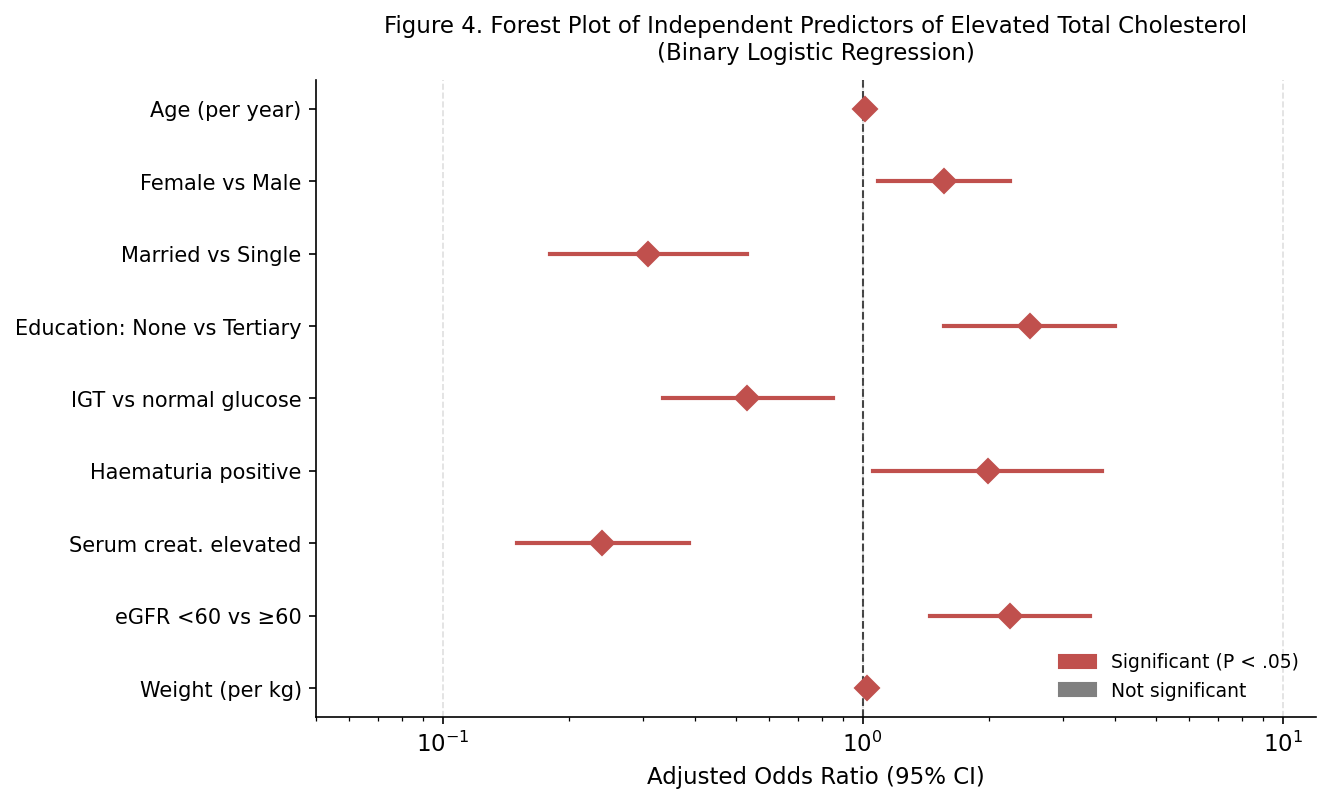 Figure 4. Forest Plot of Independent Predictors of Elevated Total Cholesterol
(Binary Logistic Regression)
Age (per year)
Female vs Male
Married vs Single
Education: None vs Tertiary
IGT vs normal glucose
Haematuria positive
Serum creat. elevated
eGFR <60 vs ≥60
Weight (per kg)
Significant (P < .05)
Not significant
10⁻¹ 10⁰ 10¹
Adjusted Odds Ratio (95% CI)